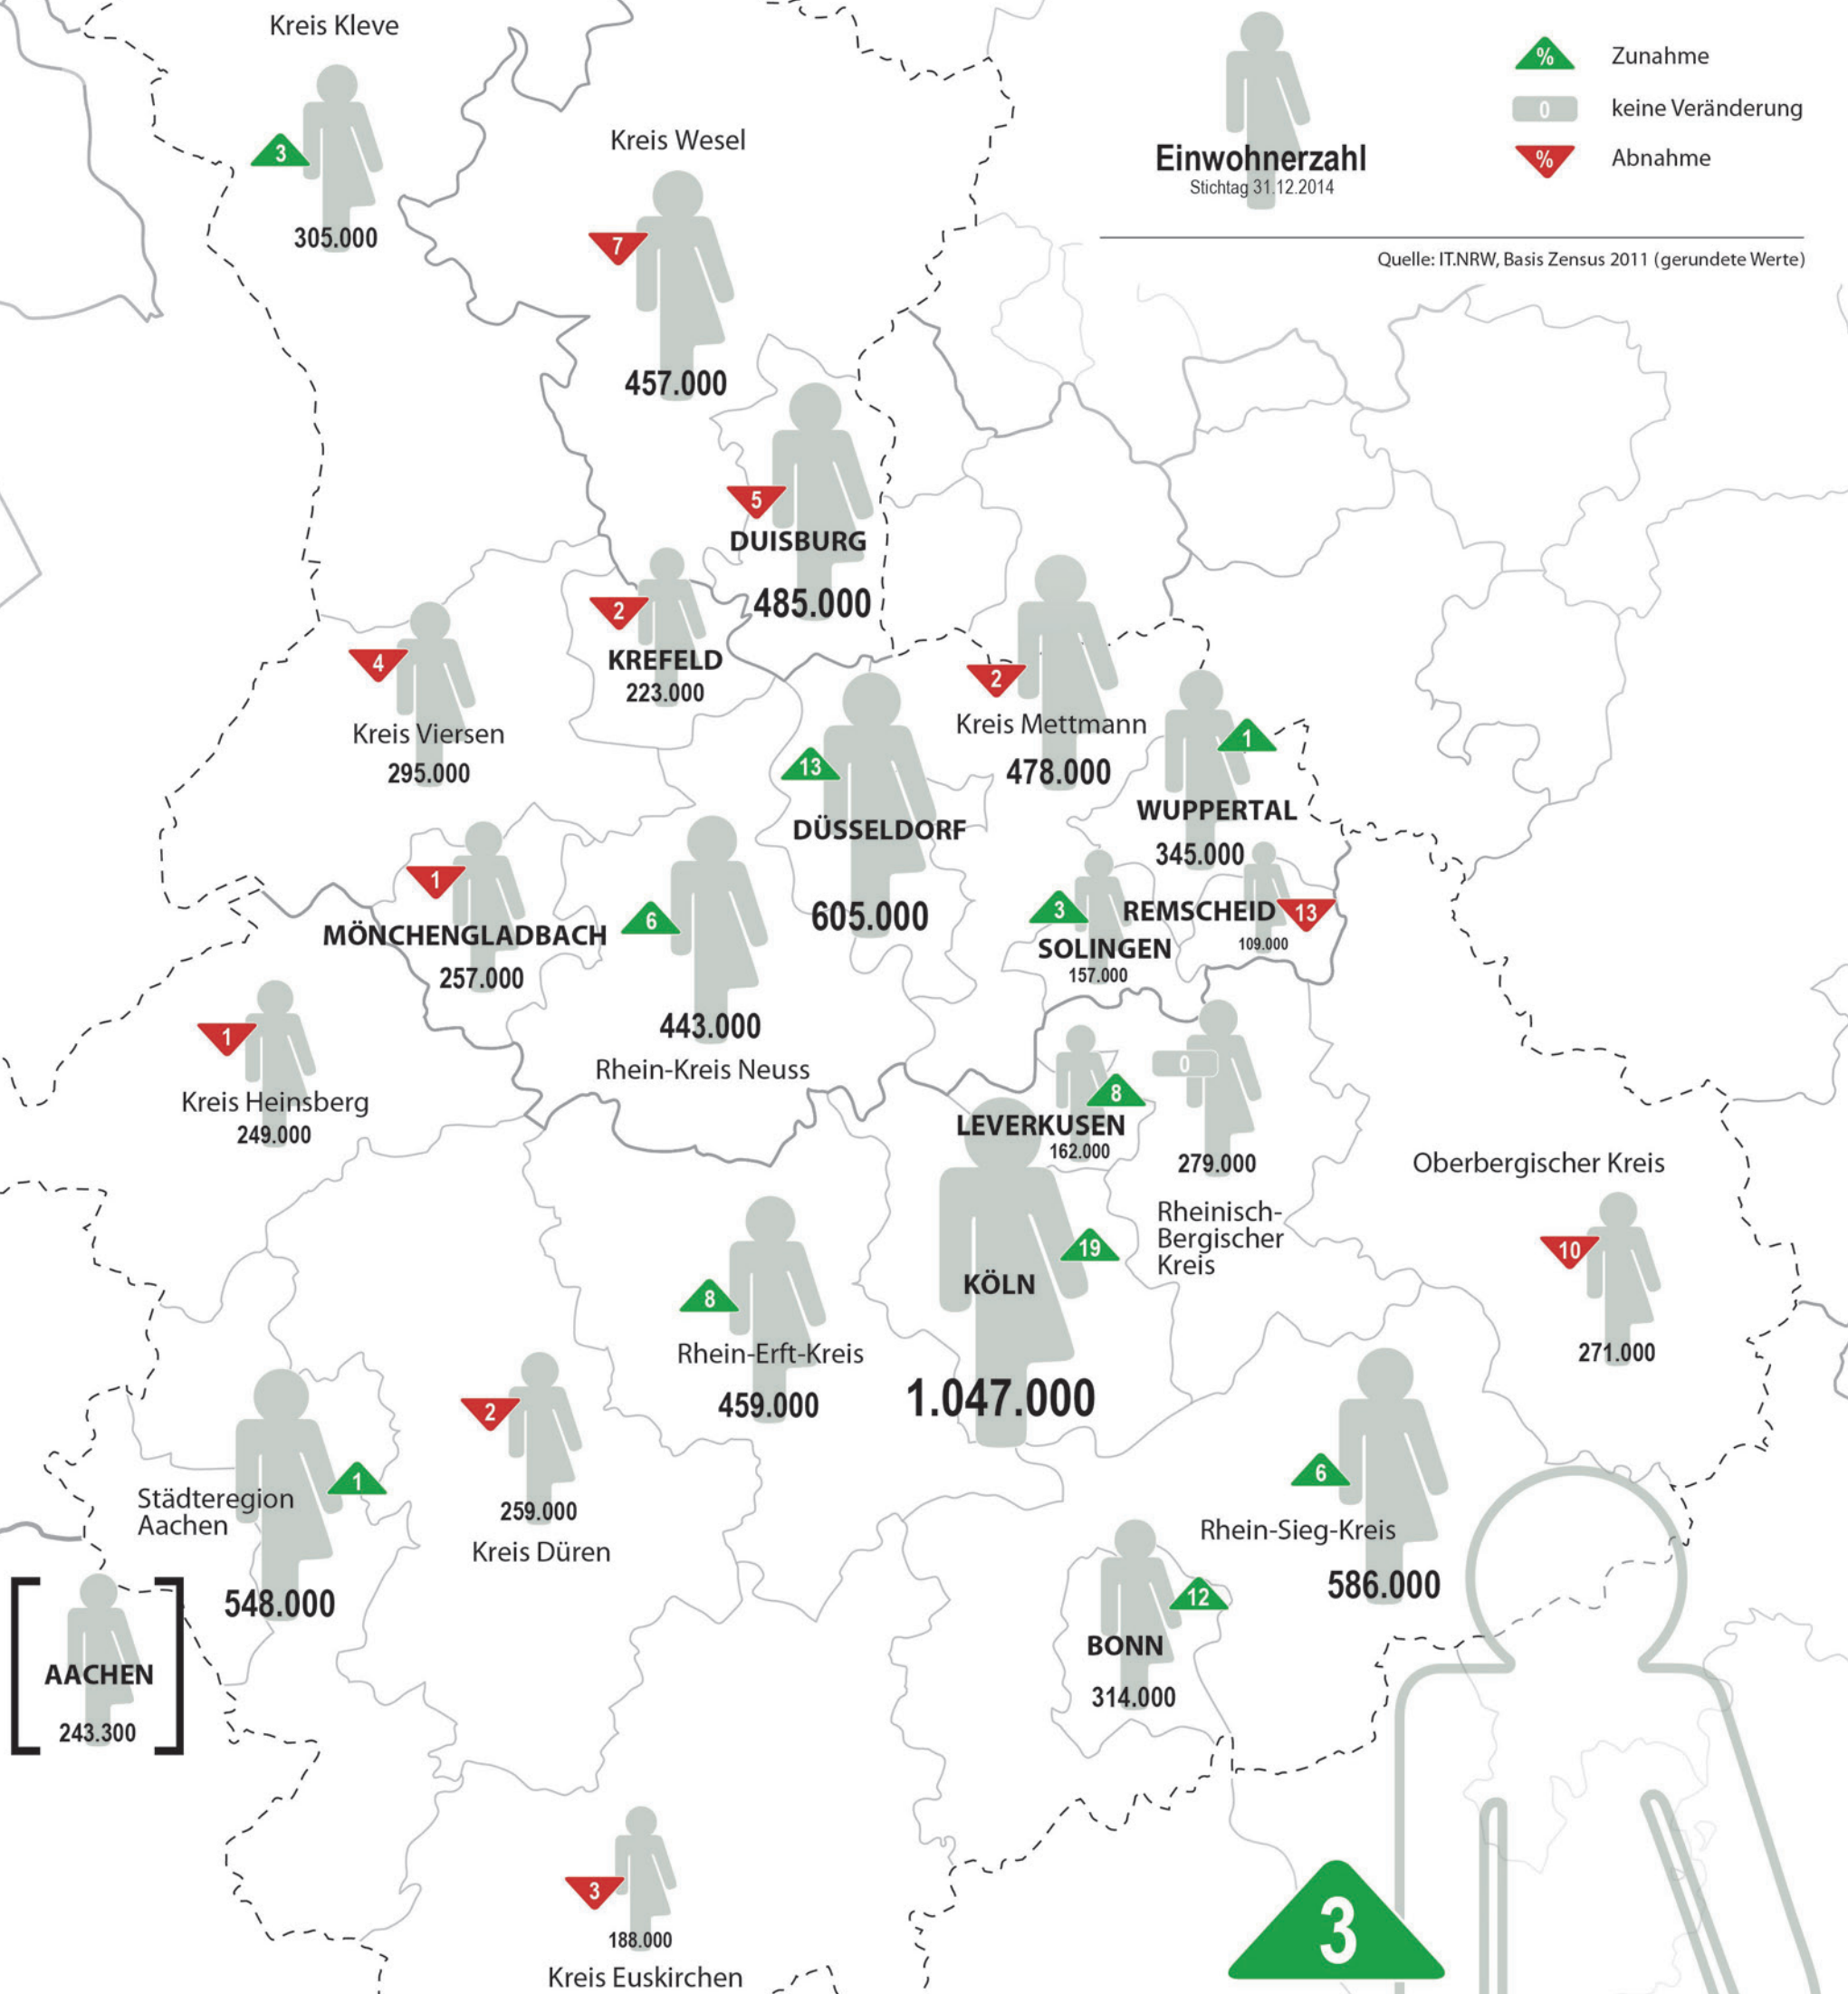 Kreis Kleve
3
305.000
Kreis Wesel
7
457.000
Einwohnerzahl
Stichtag 31.12.2014
% Zunahme
0 keine Veränderung
% Abnahme
Quelle: IT.NRW, Basis Zensus 2011 (gerundete Werte)
5
DUISBURG
485.000
2
KREFELD
223.000
4
Kreis Viersen
295.000
2
Kreis Mettmann
478.000
1
WUPPERTAL
345.000
13
DÜSSELDORF
605.000
1
MÖNCHENGLADBACH
257.000
6
443.000
Rhein-Kreis Neuss
3
SOLINGEN
157.000
REMSCHEID
13
109.000
1
Kreis Heinsberg
249.000
8
LEVERKUSEN
162.000
0
279.000
Rheinisch-
Bergischer
Kreis
Oberbergischer Kreis
10
271.000
19
KÖLN
1.047.000
8
Rhein-Erft-Kreis
459.000
2
259.000
Kreis Düren
1
Städteregion
Aachen
548.000
6
Rhein-Sieg-Kreis
586.000
12
BONN
314.000
AACHEN
243.300
3
188.000
Kreis Euskirchen
3